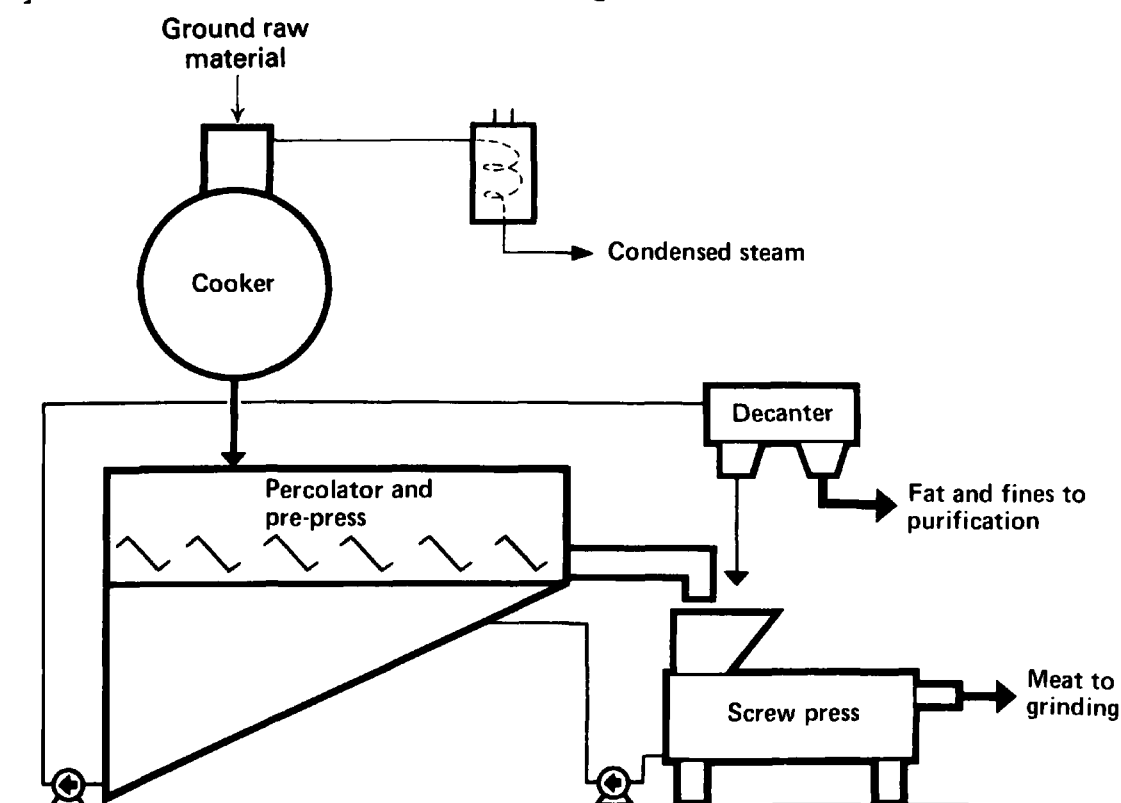 Ground raw
material
Cooker
Condensed steam
Decanter
Percolator and
pre-press
Fat and fines to
purification
Screw press
Meat to
grinding